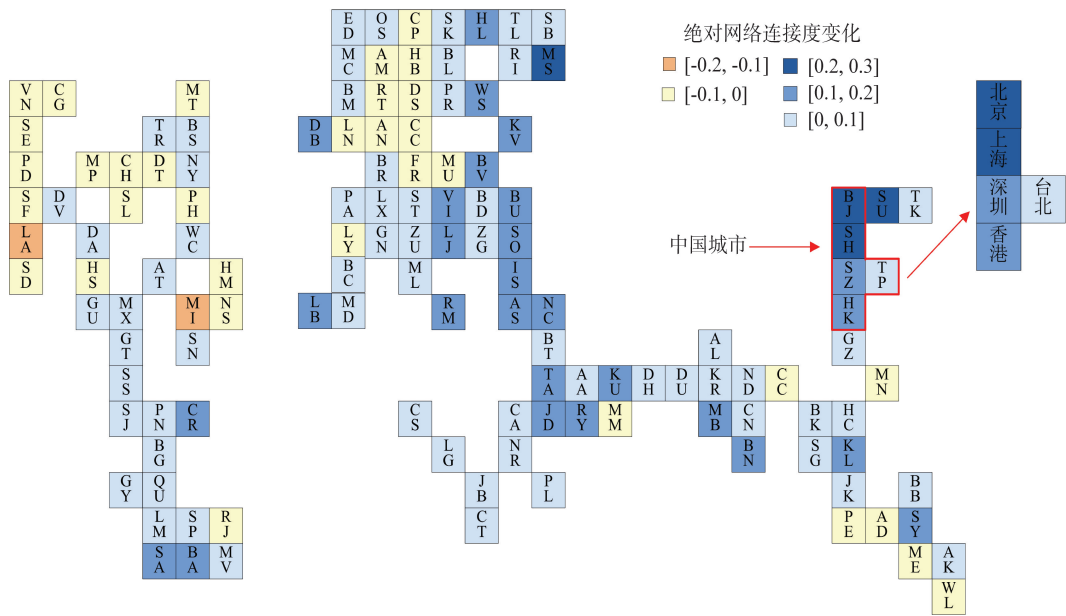 ED OS CP SK HL TL SB
MC AM HB BL RI MS
绝对网络连接度变化
[-0.2, -0.1] [0.2, 0.3]
[-0.1, 0] [0.1, 0.2]
[0, 0.1]
VN CG MT BM RT DS PR WS
SE TR BS DB LN AN CC KV
PD MP CH DT NY BR FR MU BV
SF DV SL PH PA LX ST VI BD BU BJ SU TK
LA DA WC LY GN ZU LJ ZG SO SH
SD HS AT HM BC ML IS SZ TP
GU MX MI NS LB MD RM AS NC HK
GT SN BT AL GZ
SS TA AA KU DH DU KR ND CC MN
SJ PN CR CS CA JD RY MM MB CN BK HC
BG LG NR BN SG KL
GY QU JB PL JK BB
LM SP RJ CT PE AD SY
SA BA MV ME AK
WL
中国城市
北京
上海
深圳 台北
香港